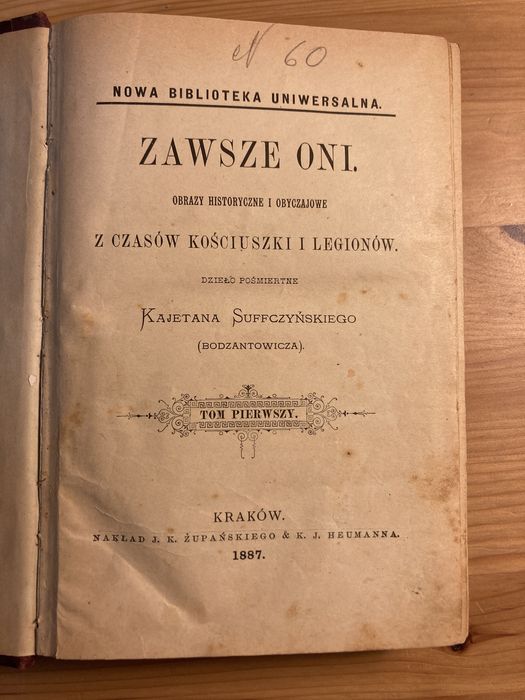 N 60
NOWA BIBLIOTEKA UNIWERSALNA.
ZAWSZE ONI.
OBRAZY HISTORYCZNE I OBYCZAJOWE
Z CZASÓW KOŚCIUSZKI I LEGIONÓW.
DZIEŁO POŚMIERTNE
KAJETANA SUFFCZYŃSKIEGO
(BODZANTOWICZA).
TOM PIERWSZY.
KRAKÓW.
NAKŁAD J. K. ŻUPAŃSKIEGO & K. J. HEUMANNA.
1887.